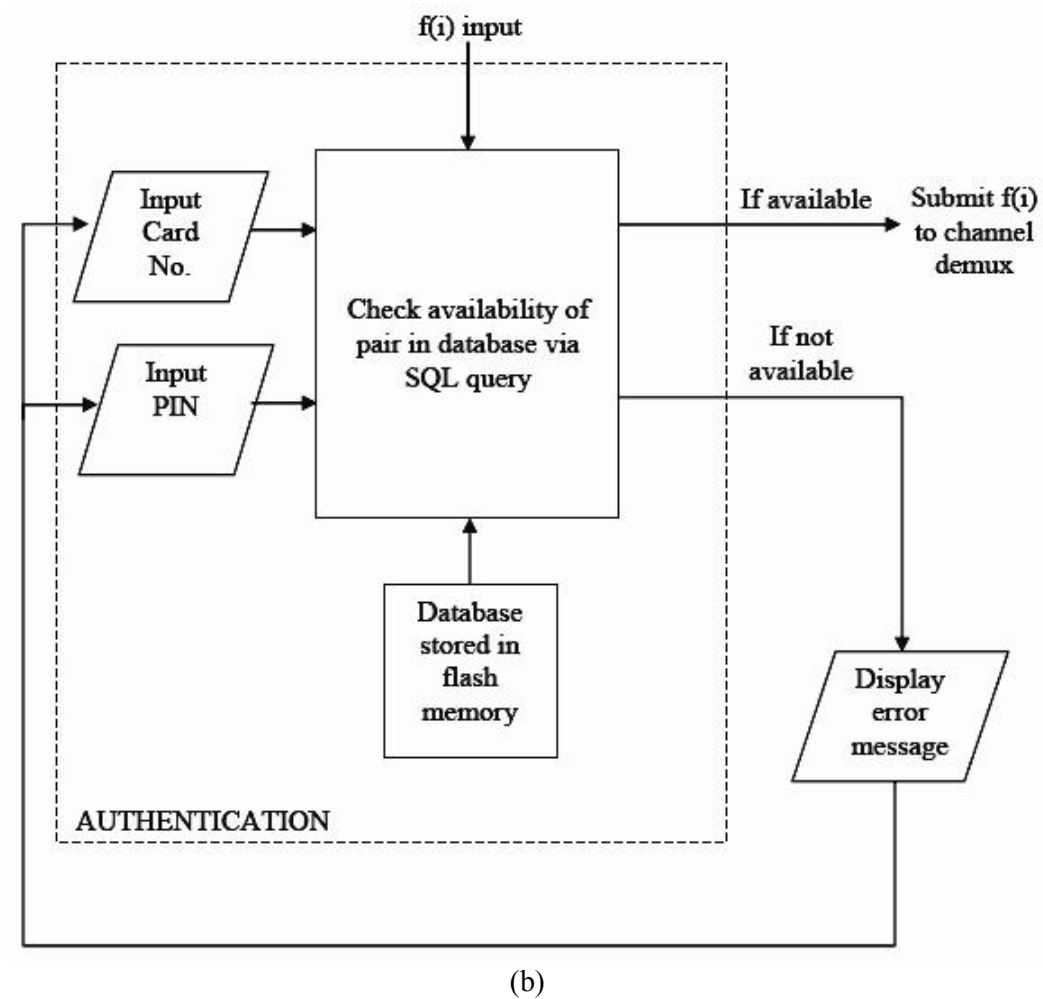 f(i) input
Input
Card
No.
If available
Submit f(i)
to channel
demux
Check availability of
pair in database via
SQL query
If not
available
Input
PIN
Database
stored in
flash
memory
Display
error
message
AUTHENTICATION
(b)